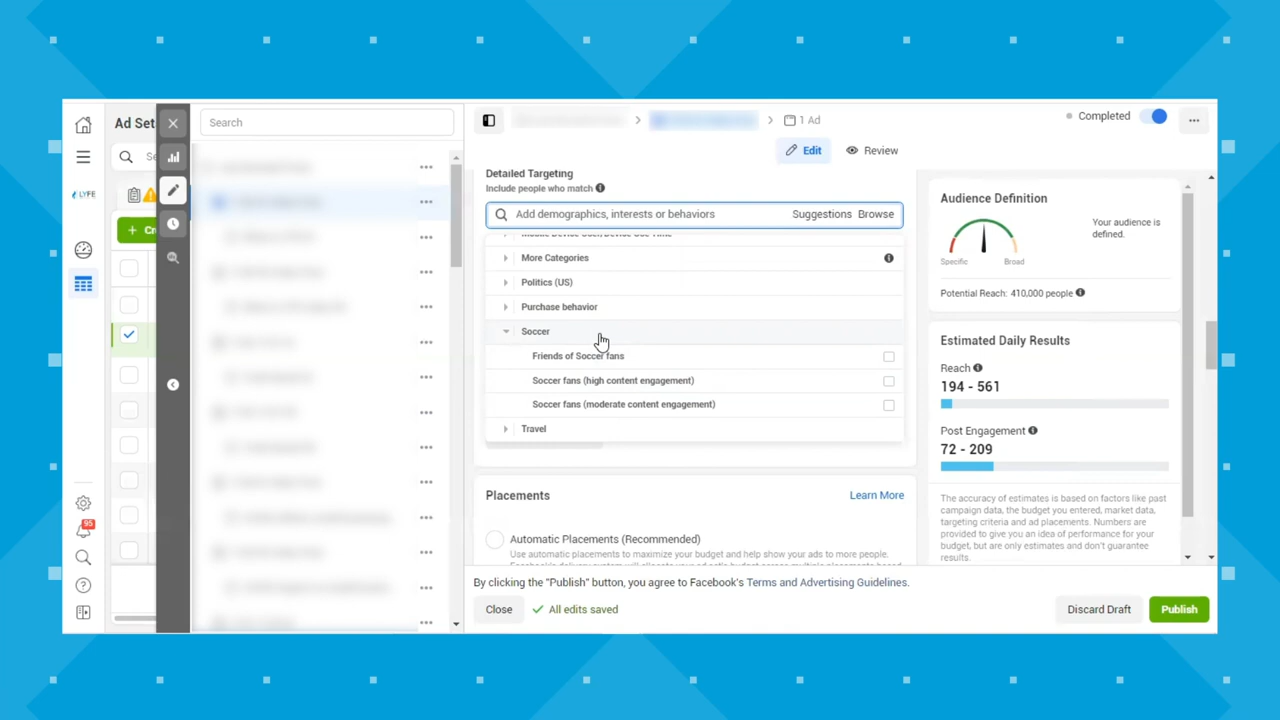 Ad Set
Search
1 Ad
Completed
Edit
Review
LYFE
Detailed Targeting
Include people who match
Add demographics, interests or behaviors
Suggestions
Browse
More Categories
Politics (US)
Purchase behavior
Soccer
Friends of Soccer fans
Soccer fans (high content engagement)
Soccer fans (moderate content engagement)
Travel
Audience Definition
Your audience is
defined.
Specific
Broad
Potential Reach: 410,000 people
Estimated Daily Results
Reach
194 - 561
Post Engagement
72 - 209
The accuracy of estimates is based on factors like past
campaign data, the budget you entered, market data,
targeting criteria and ad placements. Numbers are
provided to give you an idea of performance for your
budget, but are only estimates and don't guarantee
results.
Placements
Learn More
Automatic Placements (Recommended)
Use automatic placements to maximize your budget and help show your ads to more people.
95
By clicking the "Publish" button, you agree to Facebook's Terms and Advertising Guidelines.
Close
All edits saved
Discard Draft
Publish